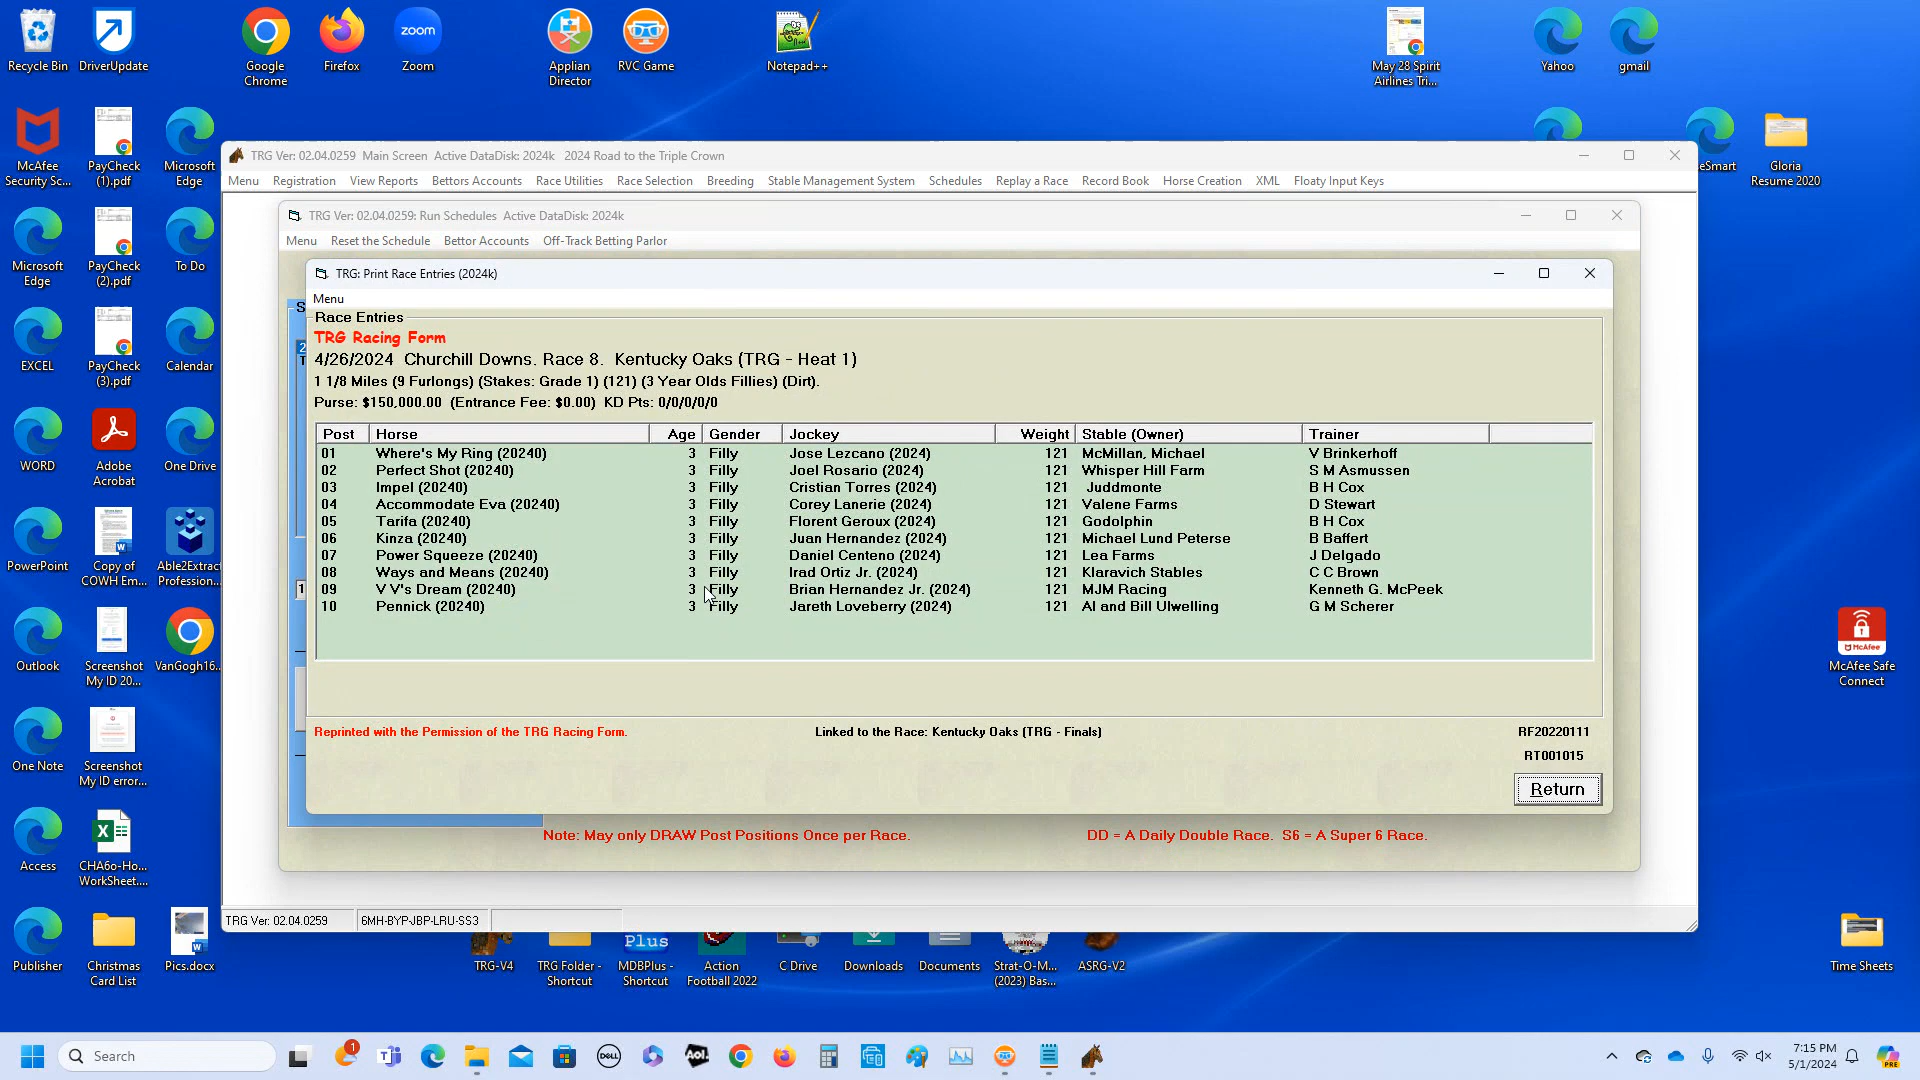 Recycle Bin
DriverUpdate
Google
Chrome
Firefox
zoom
Zoom
Applian
Director
RVC Game
Notepad++
May 28 Spirit
Airlines Tri...
Yahoo
gmail
McAfee
Security Sc...
PayCheck
(1).pdf
Microsoft
Edge
eSmart
Gloria
Resume 2020
TRG Ver: 02.04.0259 Main Screen Active DataDisk: 2024k 2024 Road to the Triple Crown
Menu Registration View Reports Bettors Accounts Race Utilities Race Selection Breeding Stable Management System Schedules Replay a Race Record Book Horse Creation XML Floaty Input Keys
TRG Ver: 02.04.0259: Run Schedules Active DataDisk: 2024k
Menu Reset the Schedule Bettor Accounts Off-Track Betting Parlor
TRG: Print Race Entries (2024k)
Menu
Race Entries
TRG Racing Form
4/26/2024 Churchill Downs. Race 8. Kentucky Oaks (TRG - Heat 1)
1 1/8 Miles (9 Furlongs) (Stakes: Grade 1) (121) (3 Year Olds Fillies) (Dirt).
Purse: $150,000.00 (Entrance Fee: $0.00) KD Pts: 0/0/0/0/0
Post Horse Age Gender Jockey Weight Stable (Owner) Trainer
01 Where's My Ring (20240) 3 Filly Jose Lezcano (2024) 121 McMillan, Michael V Brinkerhoff
02 Perfect Shot (20240) 3 Filly Joel Rosario (2024) 121 Whisper Hill Farm S M Asmussen
03 Impel (20240) 3 Filly Cristian Torres (2024) 121 Juddmonte B H Cox
04 Accommodate Eva (20240) 3 Filly Corey Lanerie (2024) 121 Valene Farms D Stewart
05 Tarifa (20240) 3 Filly Florent Geroux (2024) 121 Godolphin B H Cox
06 Kinza (20240) 3 Filly Juan Hernandez (2024) 121 Michael Lund Peterse B Baffert
07 Power Squeeze (20240) 3 Filly Daniel Centeno (2024) 121 Lea Farms J Delgado
08 Ways and Means (20240) 3 Filly Irad Ortiz Jr. (2024) 121 Klaravich Stables C C Brown
09 V V's Dream (20240) 3 Filly Brian Hernandez Jr. (2024) 121 MJM Racing Kenneth G. McPeek
10 Pennick (20240) 3 Filly Jareth Loveberry (2024) 121 Al and Bill Ulwelling G M Scherer
Reprinted with the Permission of the TRG Racing Form.
Linked to the Race: Kentucky Oaks (TRG - Finals)
RF20220111
RT001015
Return
Note: May only DRAW Post Positions Once per Race.
DD = A Daily Double Race. S6 = A Super 6 Race.
TRG Ver: 02.04.0259
6MH-BYP-JBP-LRU-SS3
Microsoft
Edge
PayCheck
(2).pdf
To Do
EXCEL
PayCheck
(3).pdf
Calendar
WORD
Adobe
Acrobat
One Drive
PowerPoint
Copy of
COWH Em...
Able2Extract
Profession...
Outlook
Screenshot
My ID 20...
VanGogh16...
McAfee
McAfee Safe
Connect
One Note
Screenshot
My ID error...
Access
CHA6o-Ho...
WorkSheet....
Publisher
Christmas
Card List
Pics.docx
TRG-V4
TRG Folder -
Shortcut
Plus
MDBPlus -
Shortcut
Action
Football 2022
C Drive
Downloads
Documents
Strat-O-M...
(2023) Bas...
ASRG-V2
Time Sheets
Search
1
DELL
Aol.
7:15 PM
5/1/2024
PRE